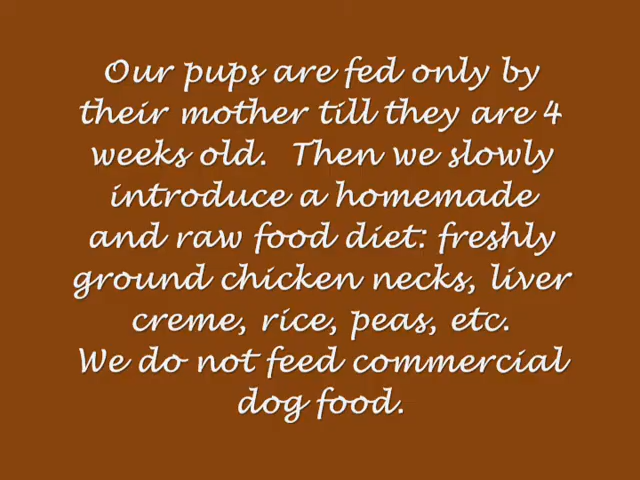 Our pups are fed only by
their mother till they are 4
weeks old. Then we slowly
introduce a homemade
and raw food diet: freshly
ground chicken necks, liver
creme, rice, peas, etc.
We do not feed commercial
dog food.